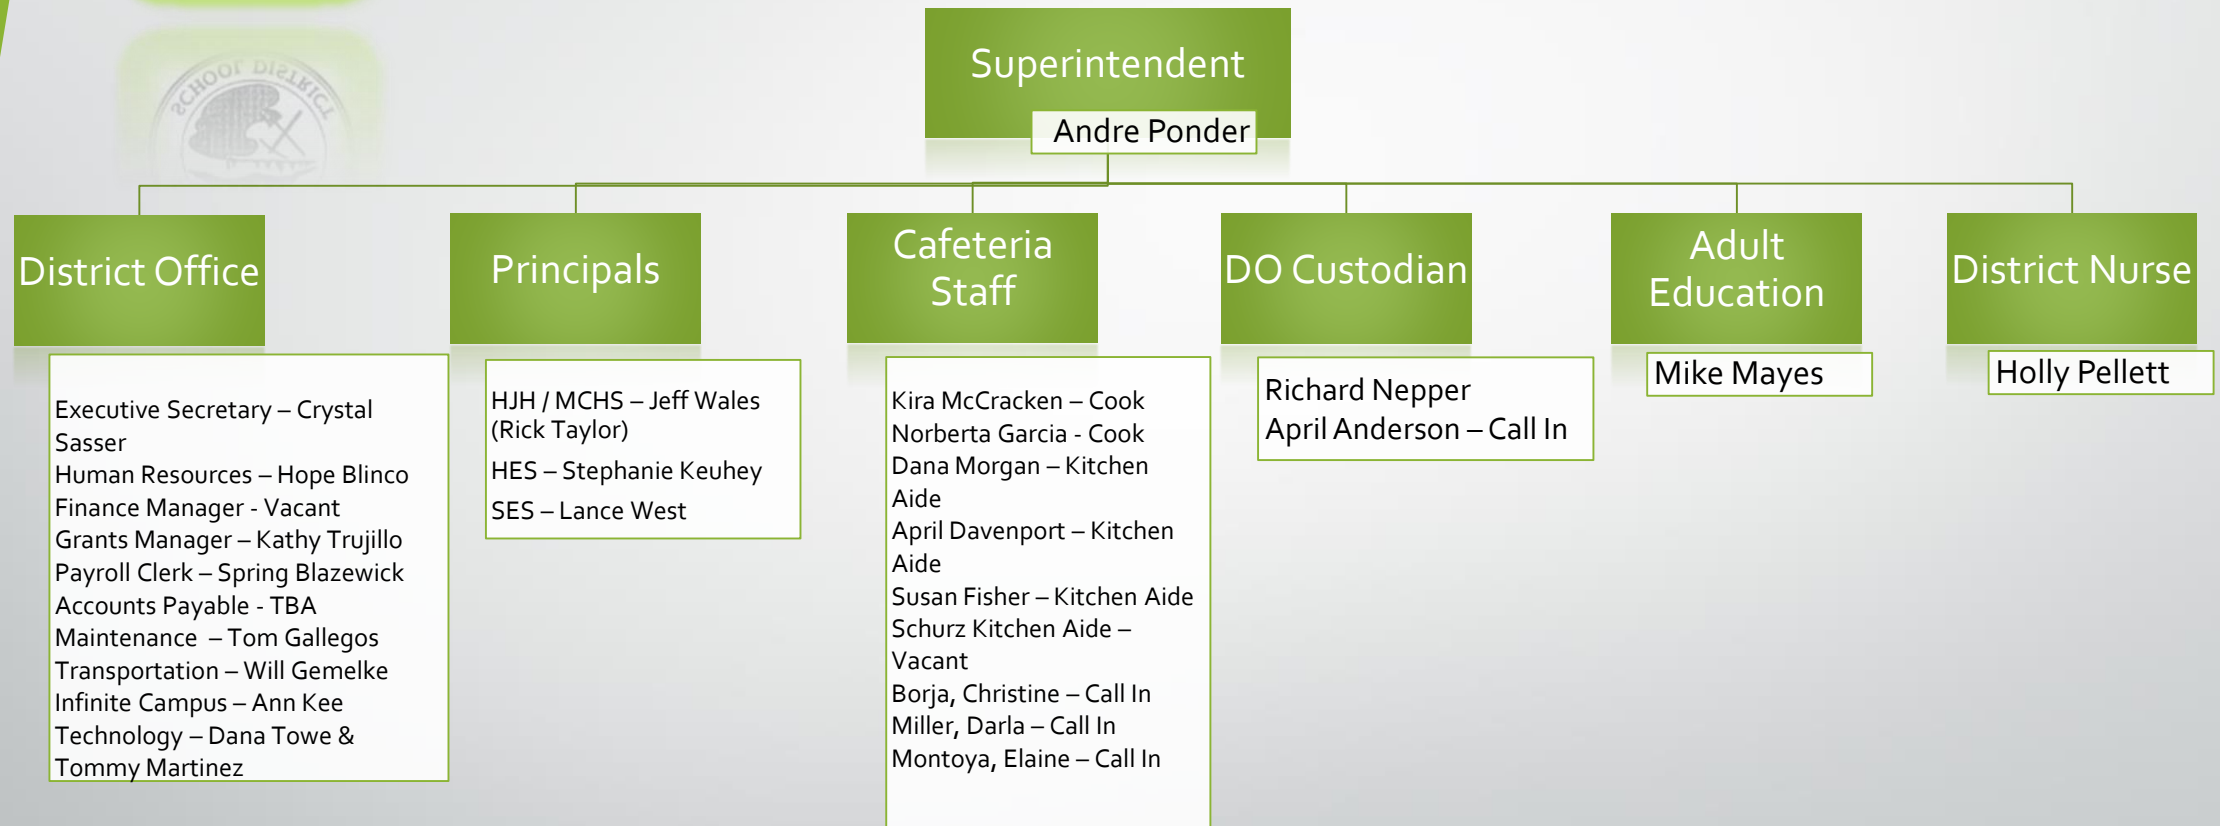 SCHOOL DISTRICT
Superintendent
Andre Ponder
District Office
Executive Secretary – Crystal
Sasser
Human Resources – Hope Blinco
Finance Manager - Vacant
Grants Manager – Kathy Trujillo
Payroll Clerk – Spring Blazewick
Accounts Payable - TBA
Maintenance – Tom Gallegos
Transportation – Will Gemelke
Infinite Campus – Ann Kee
Technology – Dana Towe &
Tommy Martinez
Principals
HJH / MCHS – Jeff Wales
(Rick Taylor)
HES – Stephanie Keuhey
SES – Lance West
Cafeteria
Staff
Kira McCracken – Cook
Norberta Garcia - Cook
Dana Morgan – Kitchen
Aide
April Davenport – Kitchen
Aide
Susan Fisher – Kitchen Aide
Schurz Kitchen Aide –
Vacant
Borja, Christine – Call In
Miller, Darla – Call In
Montoya, Elaine – Call In
DO Custodian
Richard Nepper
April Anderson – Call In
Adult
Education
Mike Mayes
District Nurse
Holly Pellett